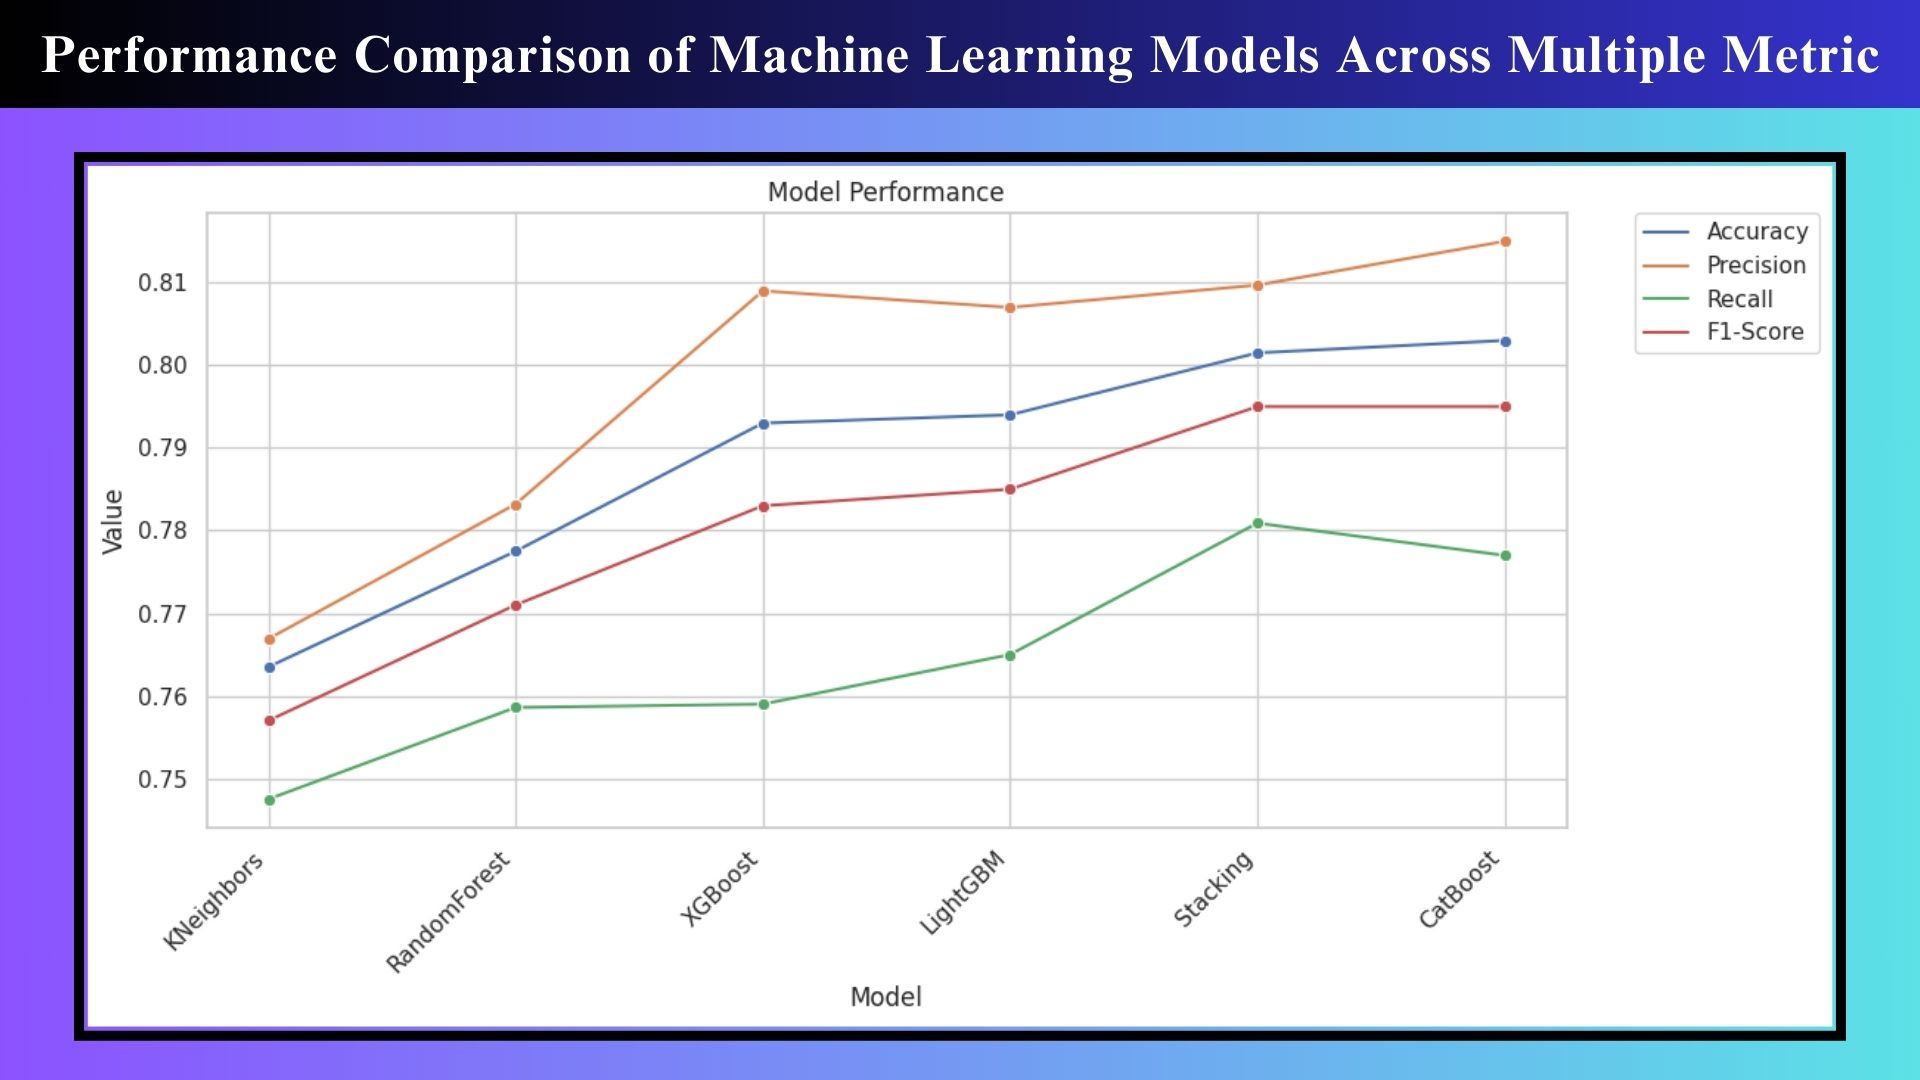 Performance Comparison of Machine Learning Models Across Multiple Metric
Model Performance
Accuracy
Precision
Recall
F1-Score
0.81
0.80
0.79
0.78
0.77
0.76
0.75
Value
KNeighbors
RandomForest
XGBoost
LightGBM
Stacking
CatBoost
Model